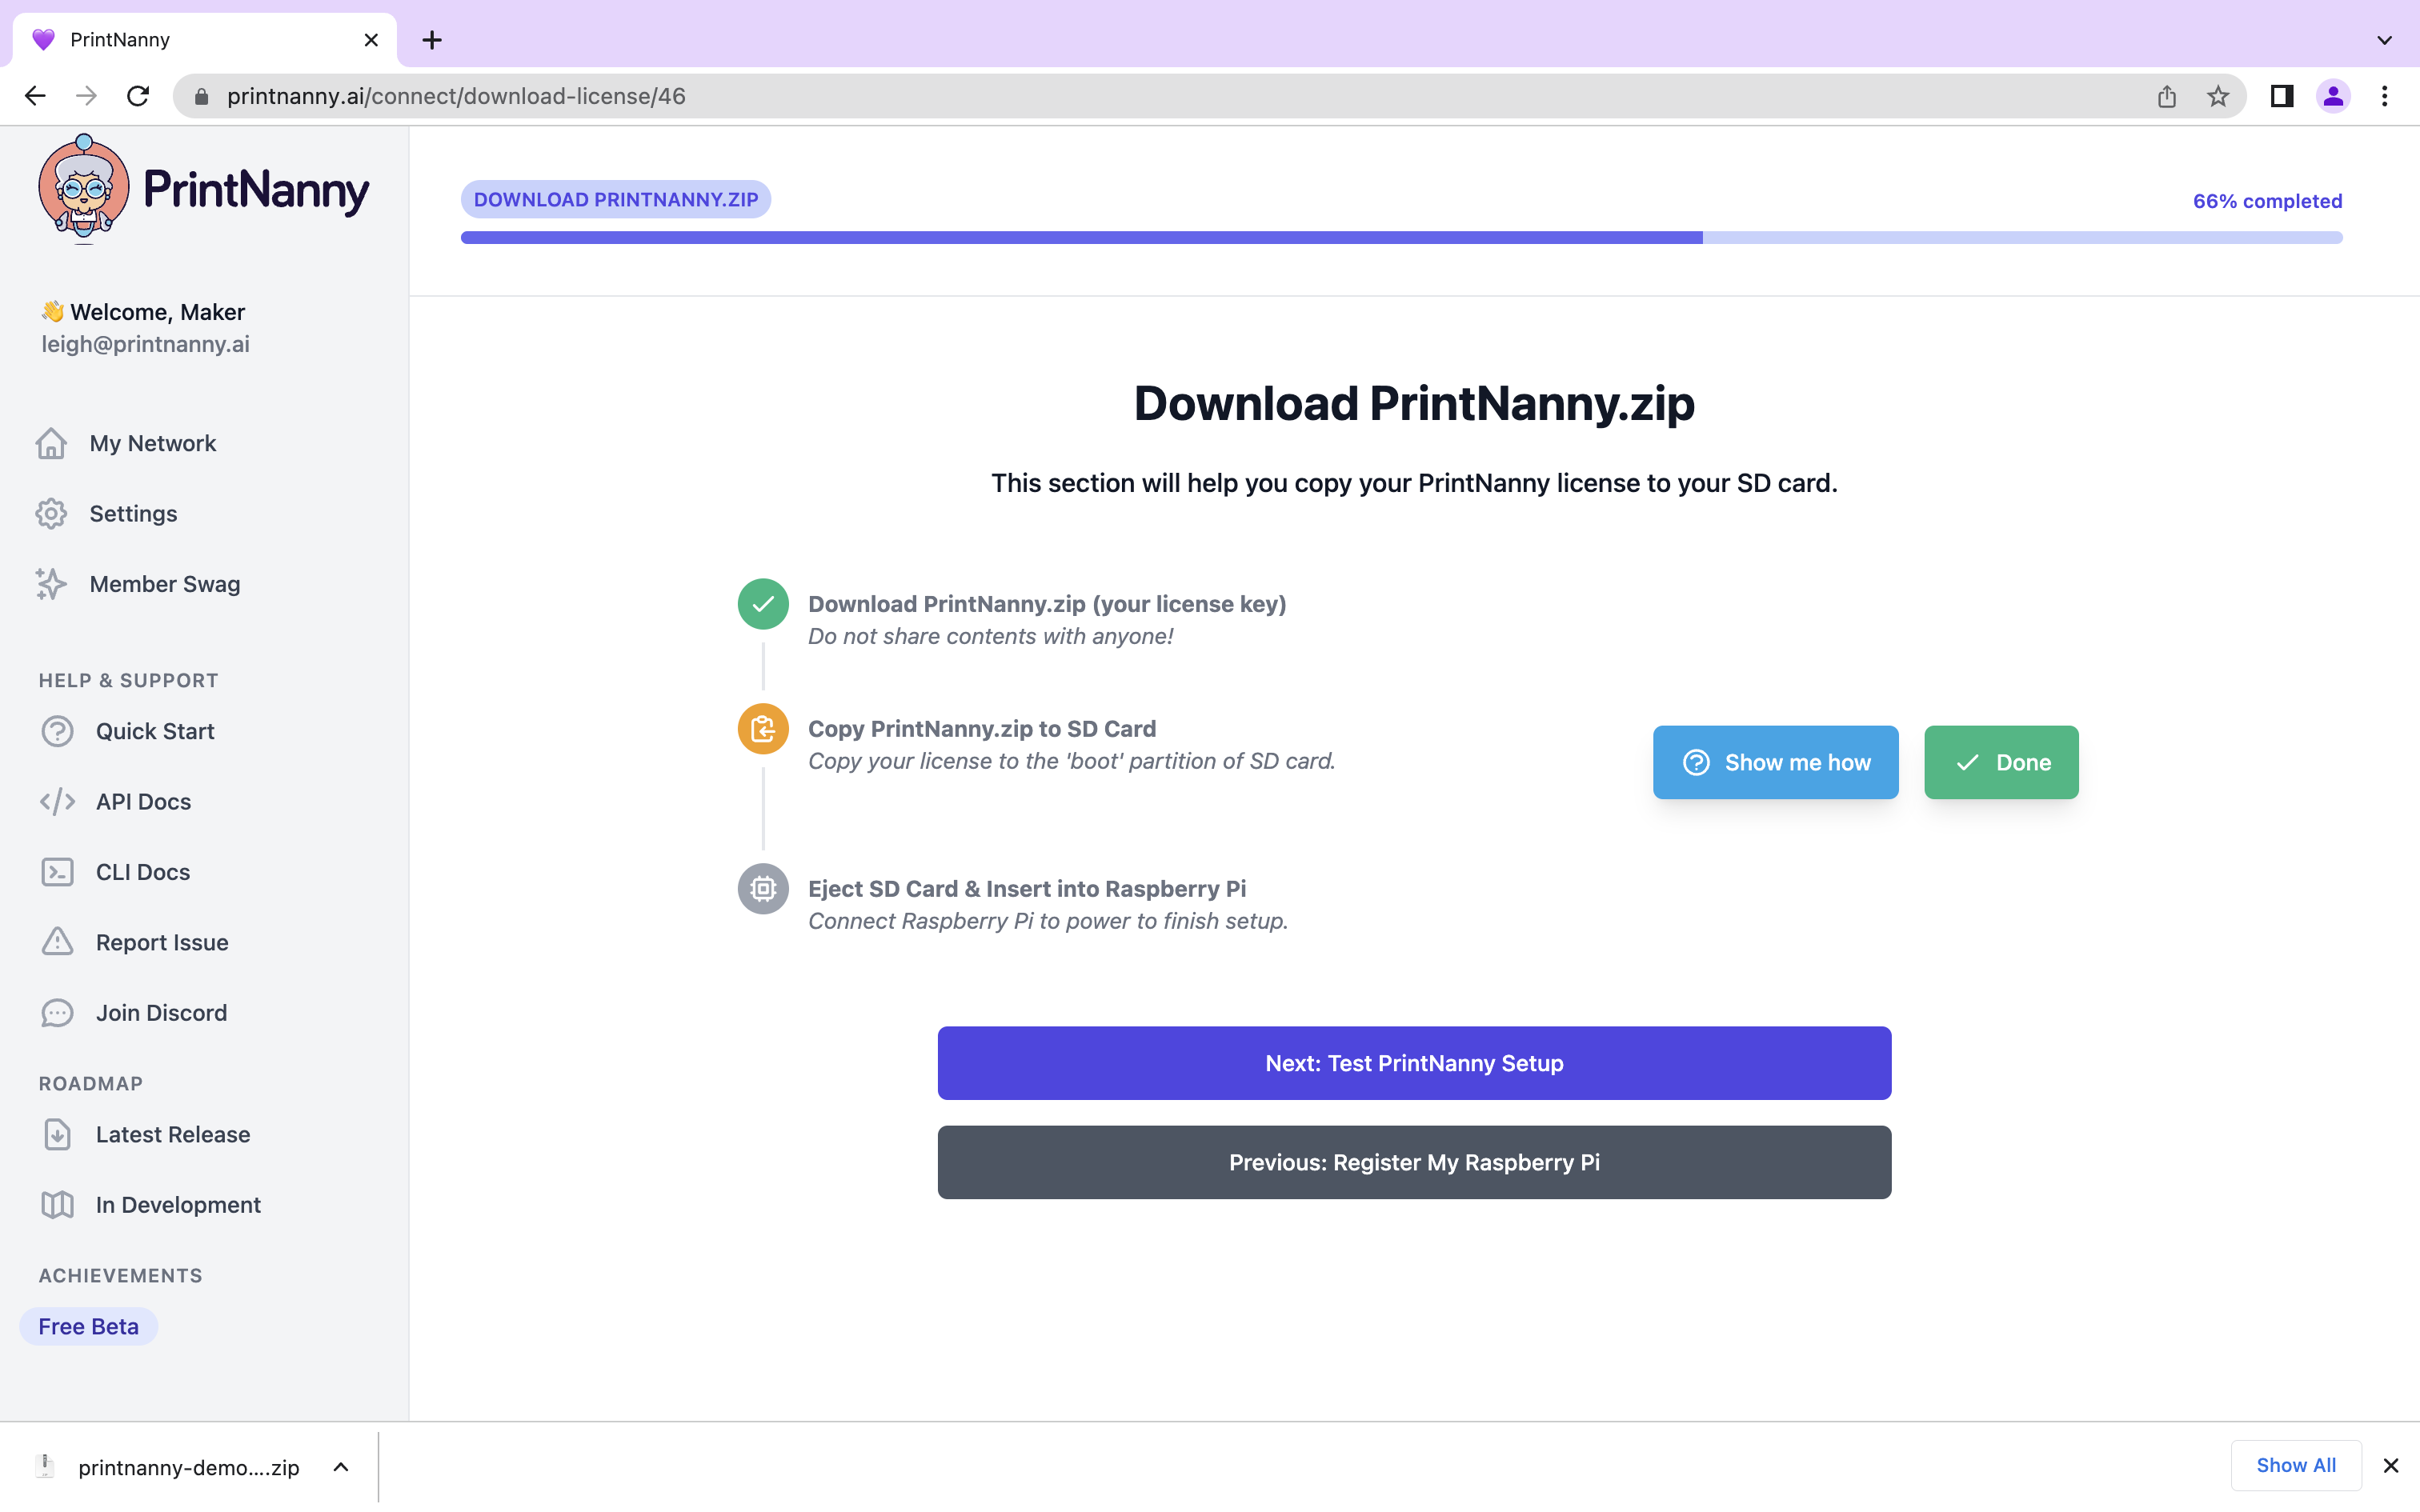 PrintNanny
printnanny.ai/connect/download-license/46
PrintNanny
👋 Welcome, Maker
leigh@printnanny.ai
My Network
Settings
Member Swag
HELP & SUPPORT
Quick Start
API Docs
CLI Docs
Report Issue
Join Discord
ROADMAP
Latest Release
In Development
ACHIEVEMENTS
Free Beta
DOWNLOAD PRINTNANNY.ZIP
66% completed
Download PrintNanny.zip
This section will help you copy your PrintNanny license to your SD card.
Download PrintNanny.zip (your license key)
Do not share contents with anyone!
Copy PrintNanny.zip to SD Card
Copy your license to the 'boot' partition of SD card.
Show me how
Done
Eject SD Card & Insert into Raspberry Pi
Connect Raspberry Pi to power to finish setup.
Next: Test PrintNanny Setup
Previous: Register My Raspberry Pi
printnanny-demo....zip
Show All